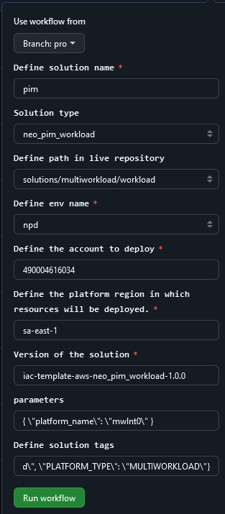 Use workflow from
Branch: pro
Define solution name *
pim
Solution type
neo_pim_workload
Define path in live repository
solutions/multiworkload/workload
Define env name *
npd
Define the account to deploy *
490004616034
Define the platform region in which
resources will be deployed. *
sa-east-1
Version of the solution *
iac-template-aws-neo_pim_workload-1.0.0
parameters
{ \"platform_name\": \"mwInt0\" }
Define solution tags
d\", \"PLATFORM_TYPE\": \"MULTIWORKLOAD\"}
Run workflow